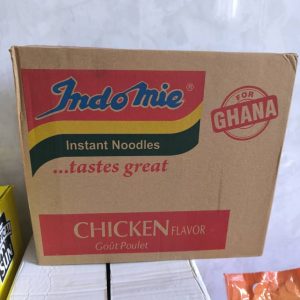 Indomie®
Instant Noodles
...tastes great
FOR
GHANA
CHICKEN FLAVOR
Goût Poulet